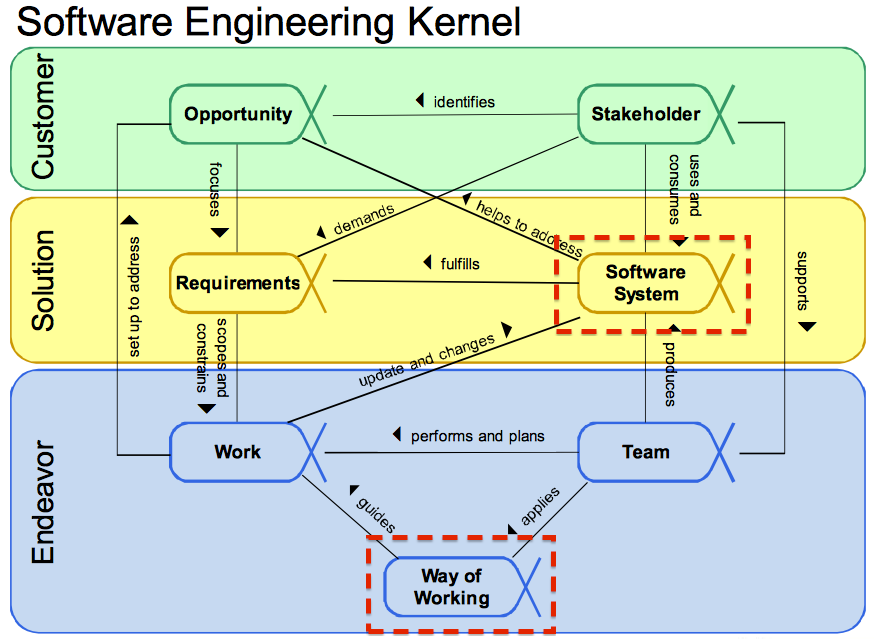 Software Engineering Kernel
Customer
Opportunity
identifies
Stakeholder
focuses
uses and
consumes
demands
helps to address
Solution
set up to address
Requirements
fulfills
Software
System
supports
scopes and
constrains
update and changes
produces
Endeavor
Work
performs and plans
Team
guides
applies
Way of
Working